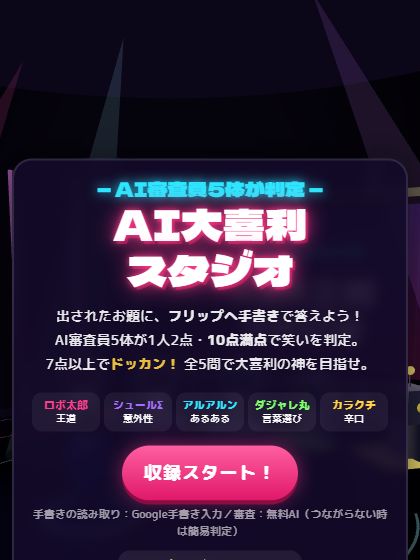 – AI審査員5体が判定 –
AI大喜利
スタジオ
出されたお題に、フリップへ手書きで答えよう！
AI審査員5体が1人2点・10点満点で笑いを判定。
7点以上でドッカン！ 全5問で大喜利の神を目指せ。
ロボ太郎 シュールΣ アルアルン ダジャレ丸 カラクチ
王道 意外性 あるある 言葉選び 辛口
収録スタート！
手書きの読み取り：Google手書き入力／審査：無料AI（つながらない時
は簡易判定）